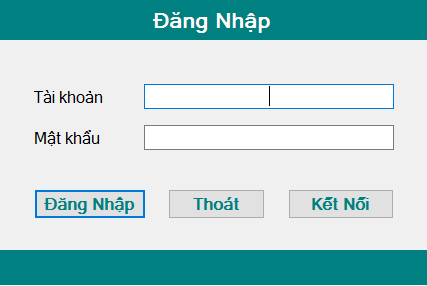 Đăng Nhập
Tài khoản
Mật khẩu
Đăng Nhập Thoát Kết Nối